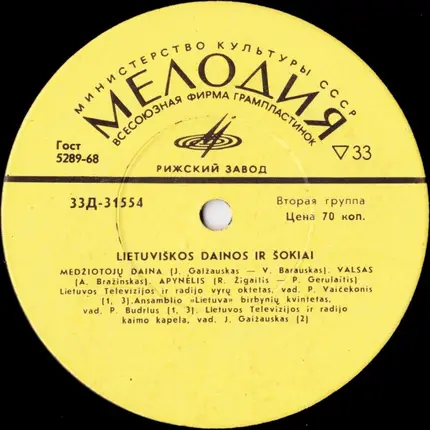 МИНИСТЕРСТВО КУЛЬТУРЫ СССР
МЕЛОДИЯ
ВСЕСОЮЗНАЯ ФИРМА ГРАМПЛАСТИНОК
Гост
5289-68
РИЖСКИЙ ЗАВОД
▽33
33Д-31554
Вторая группа
Цена 70 коп.
LIETUVIŠKOS DAINOS IR ŠOKIAI
MEDŽIOTOJŲ DAINA (J. Gaižauskas — V. Barauskas). VALSAS
(A. Bražinskas). APYNĖLIS (R. Žigaitis — P. Gerulaitis)
Lietuvos Televizijos ir radijo vyrų oktetas, vad. P. Vaičekonis
(1, 3). Ansamblio «Lietuva» birbynių kvintetas,
vad. P. Budrius (1, 3). Lietuvos Televizijos ir radijo
kaimo kapela, vad. J. Gaižauskas (2)